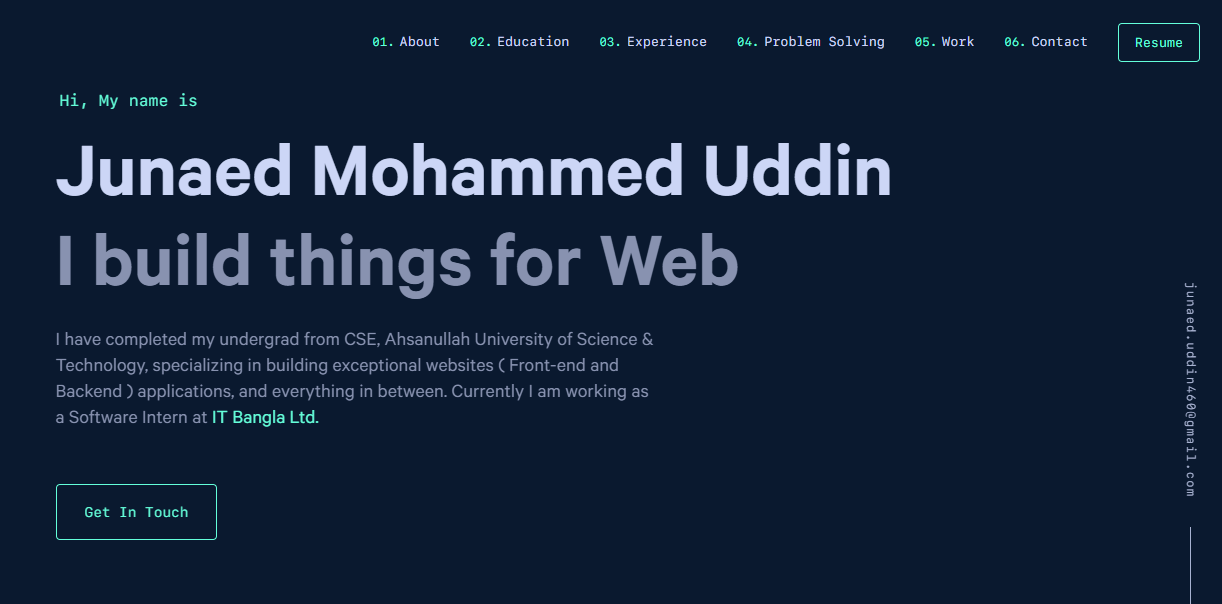 01. About 02. Education 03. Experience 04. Problem Solving 05. Work 06. Contact Resume
Hi, My name is
Junaed Mohammed Uddin
I build things for Web
I have completed my undergrad from CSE, Ahsanullah University of Science &
Technology, specializing in building exceptional websites ( Front-end and
Backend ) applications, and everything in between. Currently I am working as
a Software Intern at IT Bangla Ltd.
Get In Touch
junaed.uddin460@gmail.com